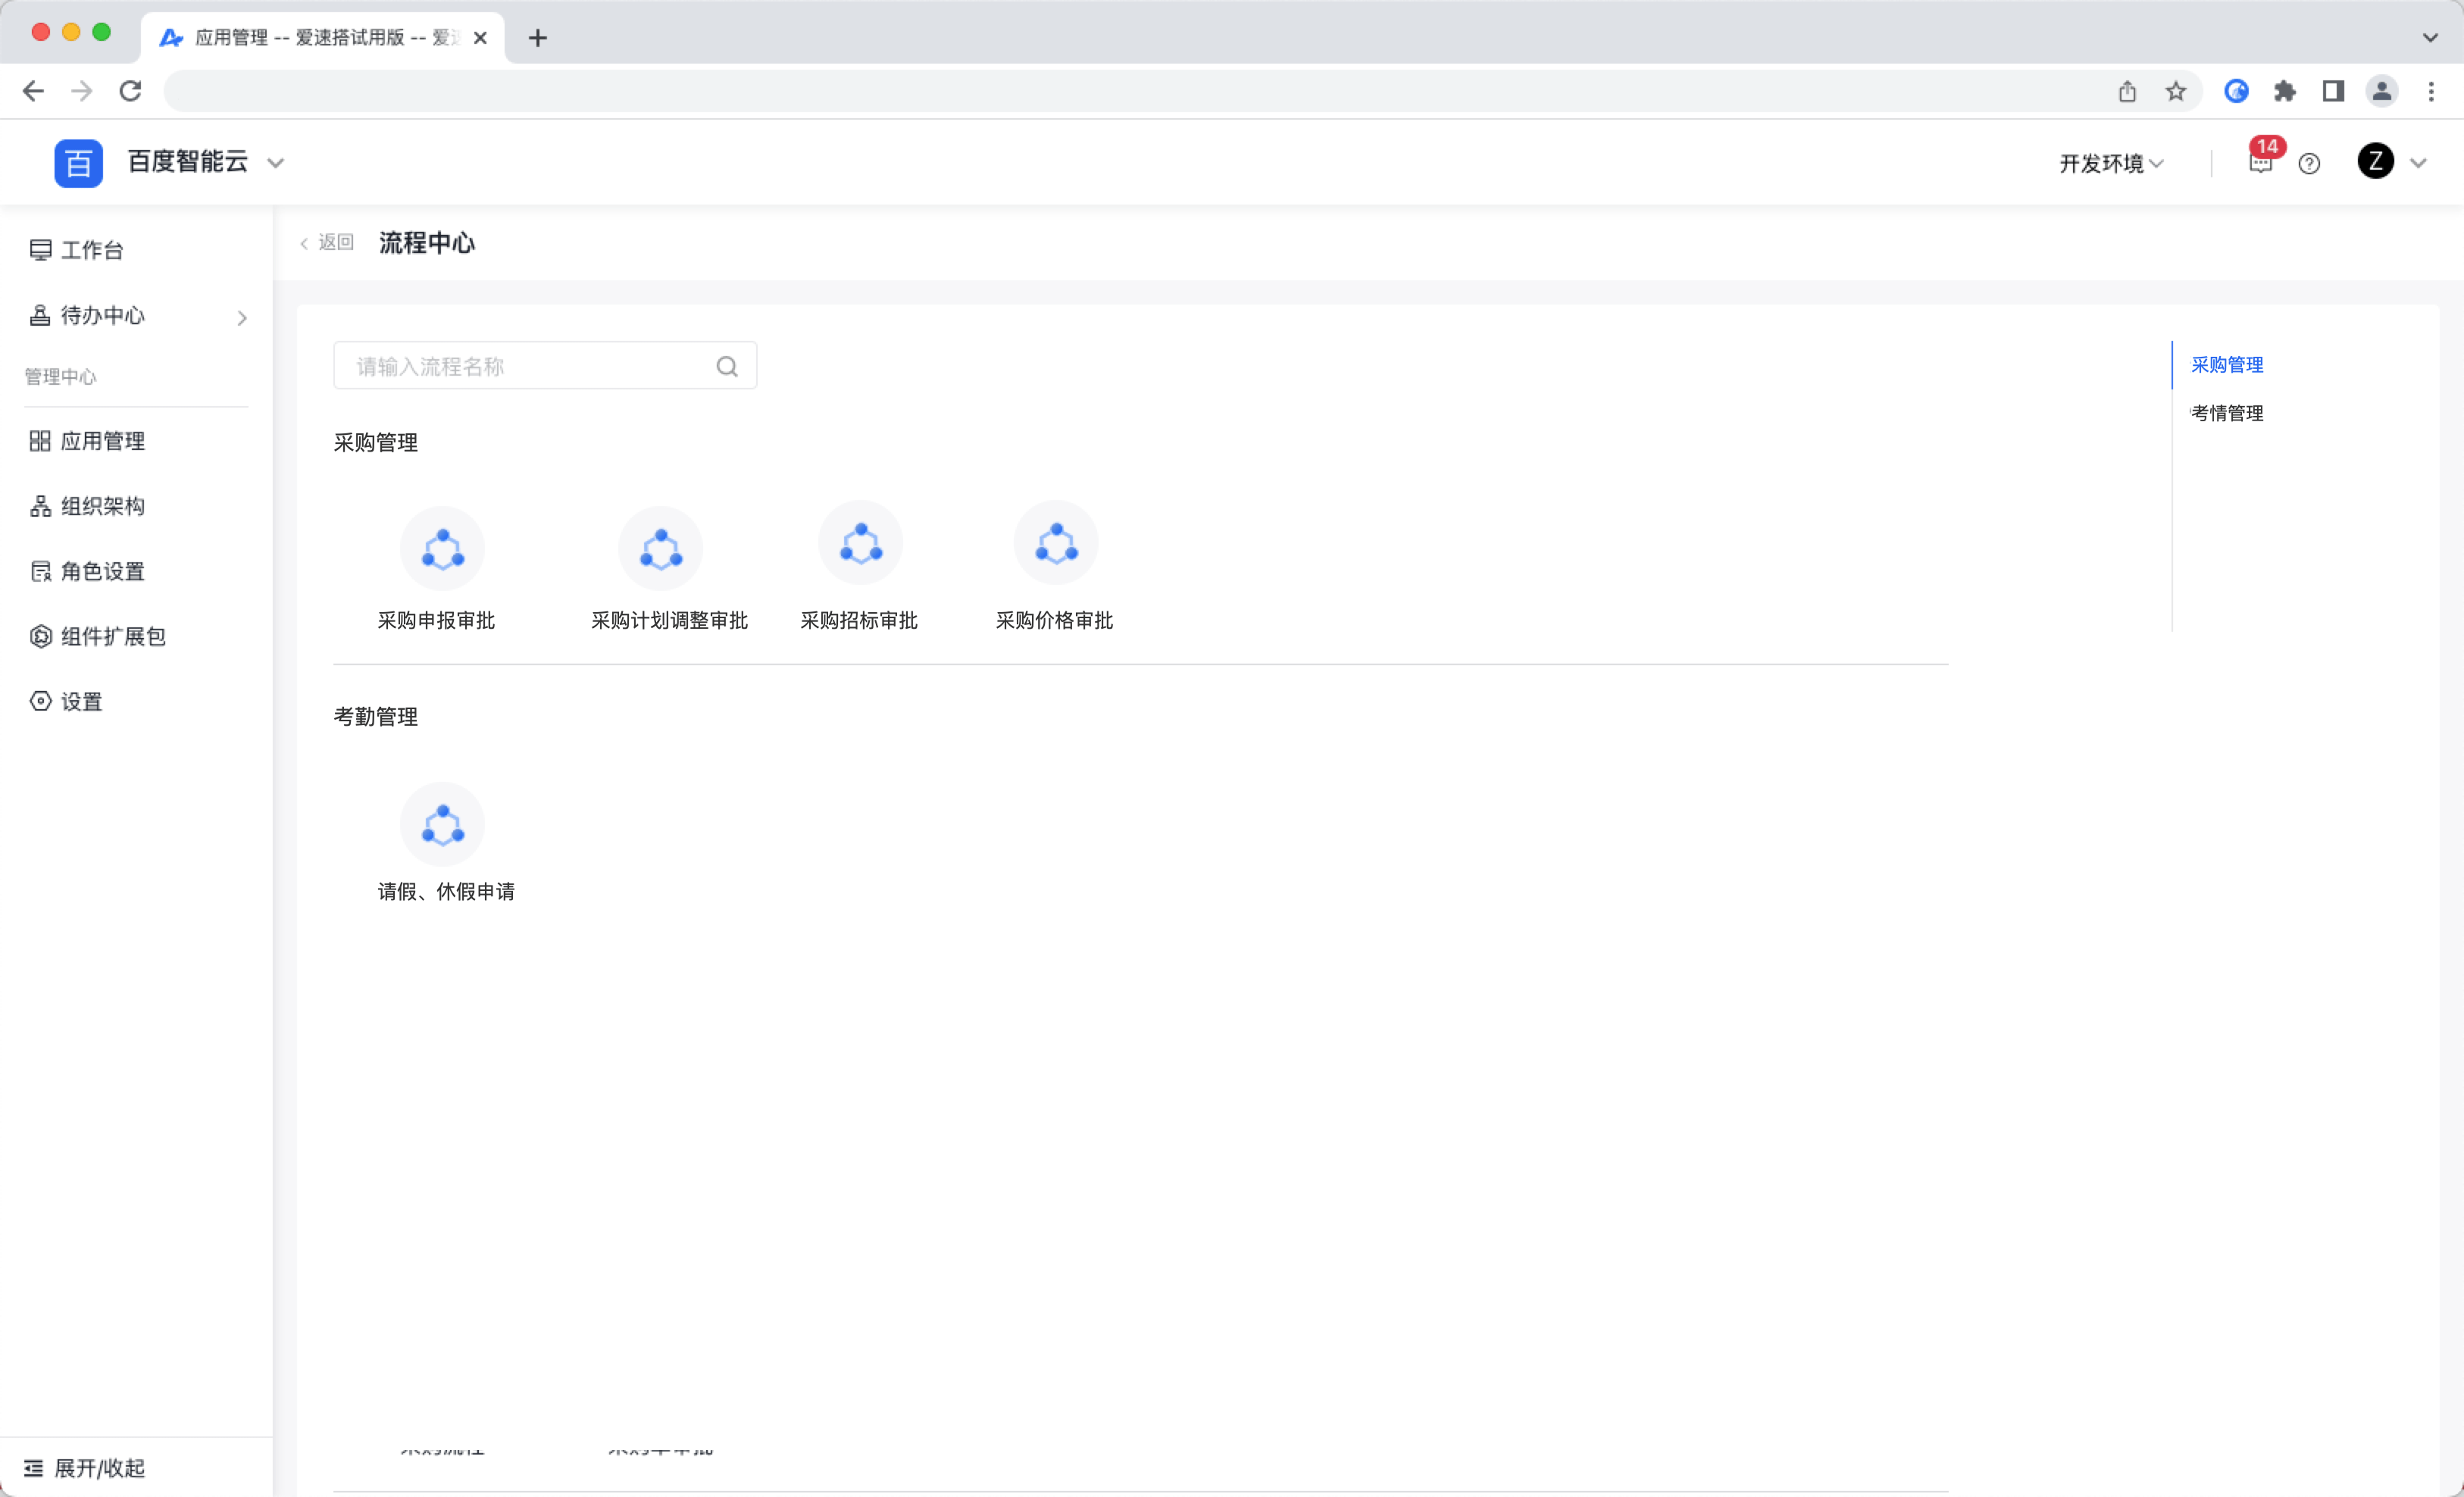 应用管理 -- 爱速搭试用版 -- 爱
百
百度智能云
开发环境
14
Z
工作台
待办中心
管理中心
应用管理
组织架构
角色设置
组件扩展包
设置
展开/收起
返回
流程中心
请输入流程名称
采购管理
采购申报审批
采购计划调整审批
采购招标审批
采购价格审批
考勤管理
请假、休假申请
采购管理
考情管理